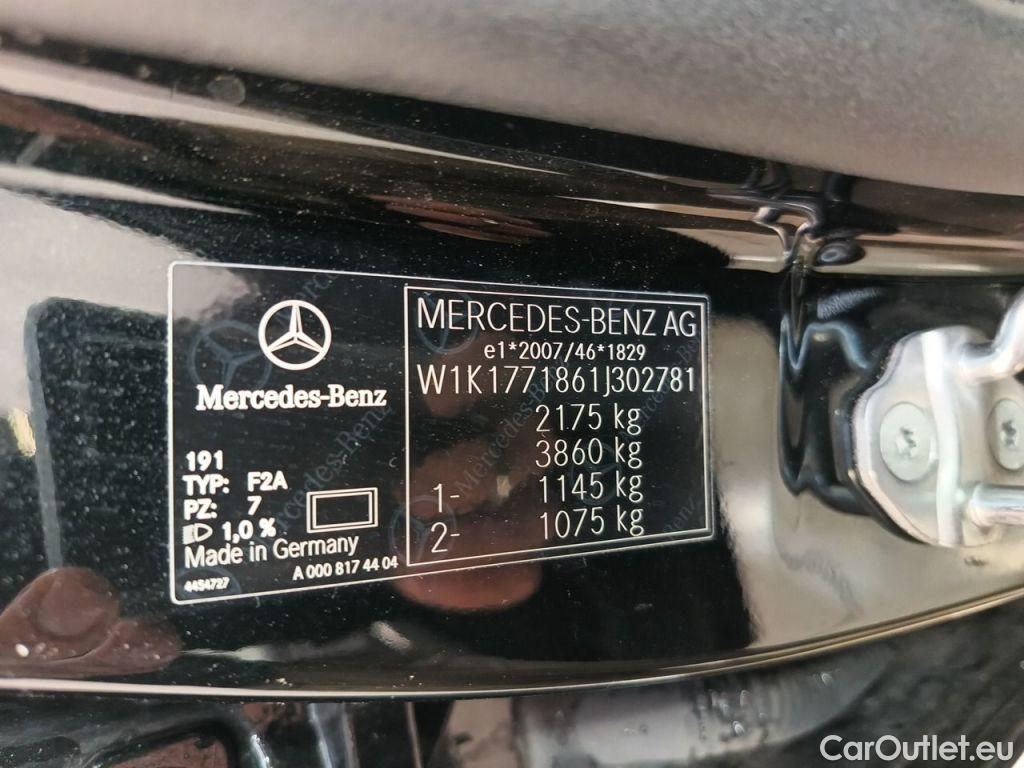 Mercedes-Benz
191
TYP: F2A
PZ: 7
1,0 %
Made in Germany
4454727
A 000 817 44 04
MERCEDES-BENZ AG
e1*2007/46*1829
W1K1771861J302781
2175 kg
3860 kg
1- 1145 kg
2- 1075 kg
CarOutlet.eu